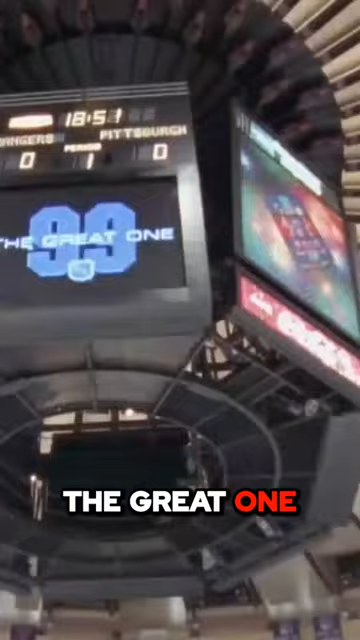 18:51
RANGERS PITTSBURGH
0 PERIOD 1 0
99
THE GREAT ONE
THE GREAT ONE